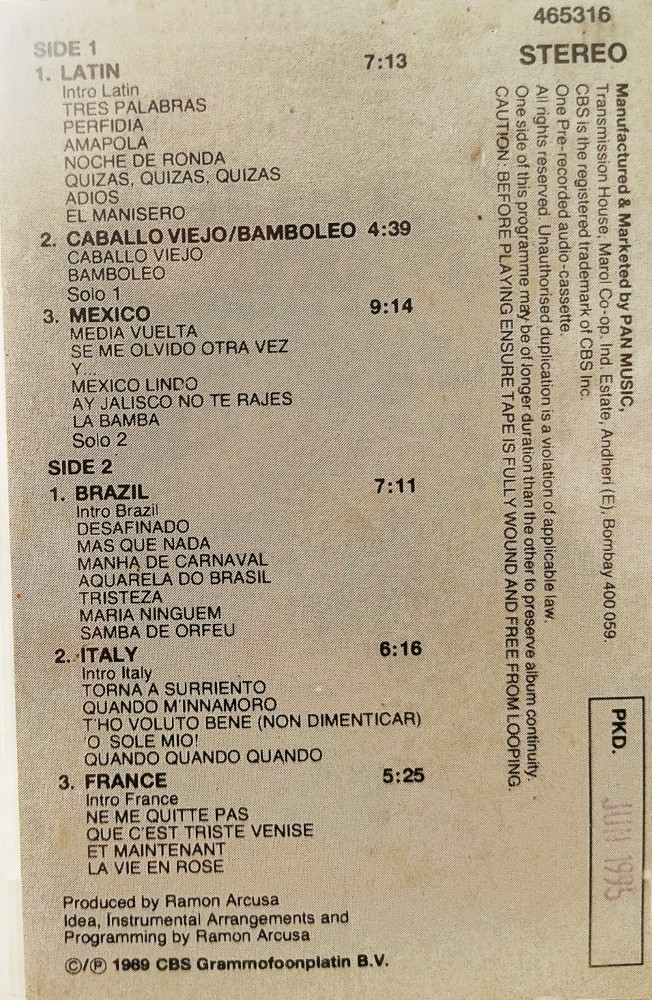 465316
STEREO
SIDE 1
1. LATIN 7:13
Intro Latin
TRES PALABRAS
PERFIDIA
AMAPOLA
NOCHE DE RONDA
QUIZAS, QUIZAS, QUIZAS
ADIOS
EL MANISERO
2. CABALLO VIEJO/BAMBOLEO 4:39
CABALLO VIEJO
BAMBOLEO
Solo 1
3. MEXICO 9:14
MEDIA VUELTA
SE ME OLVIDO OTRA VEZ
Y...
MEXICO LINDO
AY JALISCO NO TE RAJES
LA BAMBA
Solo 2
SIDE 2
1. BRAZIL 7:11
Intro Brazil
DESAFINADO
MAS QUE NADA
MANHA DE CARNAVAL
AQUARELA DO BRASIL
TRISTEZA
MARIA NINGUEM
SAMBA DE ORFEU
2. ITALY 6:16
Intro Italy
TORNA A SURRIENTO
QUANDO M'INNAMORO
T'HO VOLUTO BENE (NON DIMENTICAR)
'O SOLE MIO!
QUANDO QUANDO QUANDO
3. FRANCE 5:25
Intro France
NE ME QUITTE PAS
QUE C'EST TRISTE VENISE
ET MAINTENANT
LA VIE EN ROSE
Produced by Ramon Arcusa
Idea, Instrumental Arrangements and
Programming by Ramon Arcusa
©/℗ 1989 CBS Grammofoonplatin B.V.
Manufactured & Marketed by PAN MUSIC,
Transmission House, Marol Co-op. Ind. Estate, Andheri (E), Bombay 400 059.
CBS is the registered trademark of CBS Inc.
One Pre-recorded audio-cassette.
All rights reserved. Unauthorised duplication is a violation of applicable law.
One side of this programme may be of longer duration than the other to preserve album continuity.
CAUTION: BEFORE PLAYING ENSURE TAPE IS FULLY WOUND AND FREE FROM LOOPING.
PKD.
JUN 1995